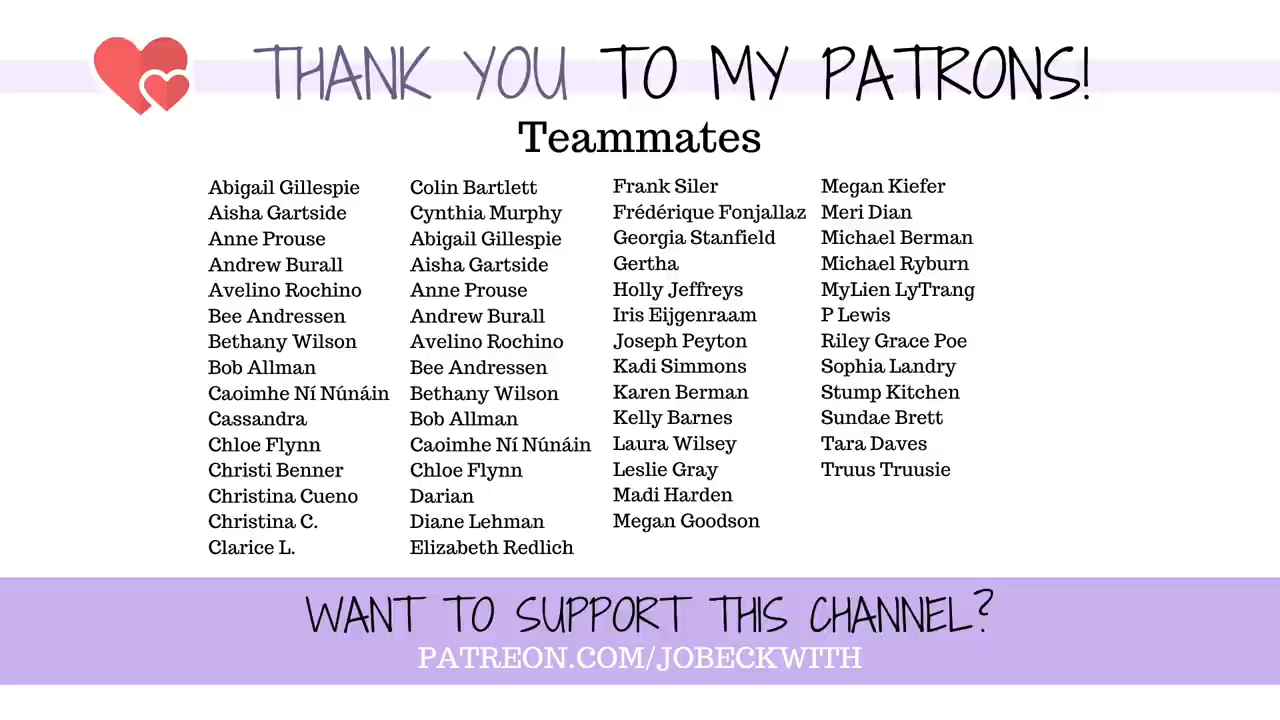 THANK YOU TO MY PATRONS!
Teammates
Abigail Gillespie
Aisha Gartside
Anne Prouse
Andrew Burall
Avelino Rochino
Bee Andressen
Bethany Wilson
Bob Allman
Caoimhe Ní Núnáin
Cassandra
Chloe Flynn
Christi Benner
Christina Cueno
Christina C.
Clarice L.
Colin Bartlett
Cynthia Murphy
Abigail Gillespie
Aisha Gartside
Anne Prouse
Andrew Burall
Avelino Rochino
Bee Andressen
Bethany Wilson
Bob Allman
Caoimhe Ní Núnáin
Chloe Flynn
Darian
Diane Lehman
Elizabeth Redlich
Frank Siler
Frédérique Fonjallaz
Georgia Stanfield
Gertha
Holly Jeffreys
Iris Eijgenraam
Joseph Peyton
Kadi Simmons
Karen Berman
Kelly Barnes
Laura Wilsey
Leslie Gray
Madi Harden
Megan Goodson
Megan Kiefer
Meri Dian
Michael Berman
Michael Ryburn
MyLien LyTrang
P Lewis
Riley Grace Poe
Sophia Landry
Stump Kitchen
Sundae Brett
Tara Daves
Truus Truusie
WANT TO SUPPORT THIS CHANNEL?
PATREON.COM/JOBECKWITH